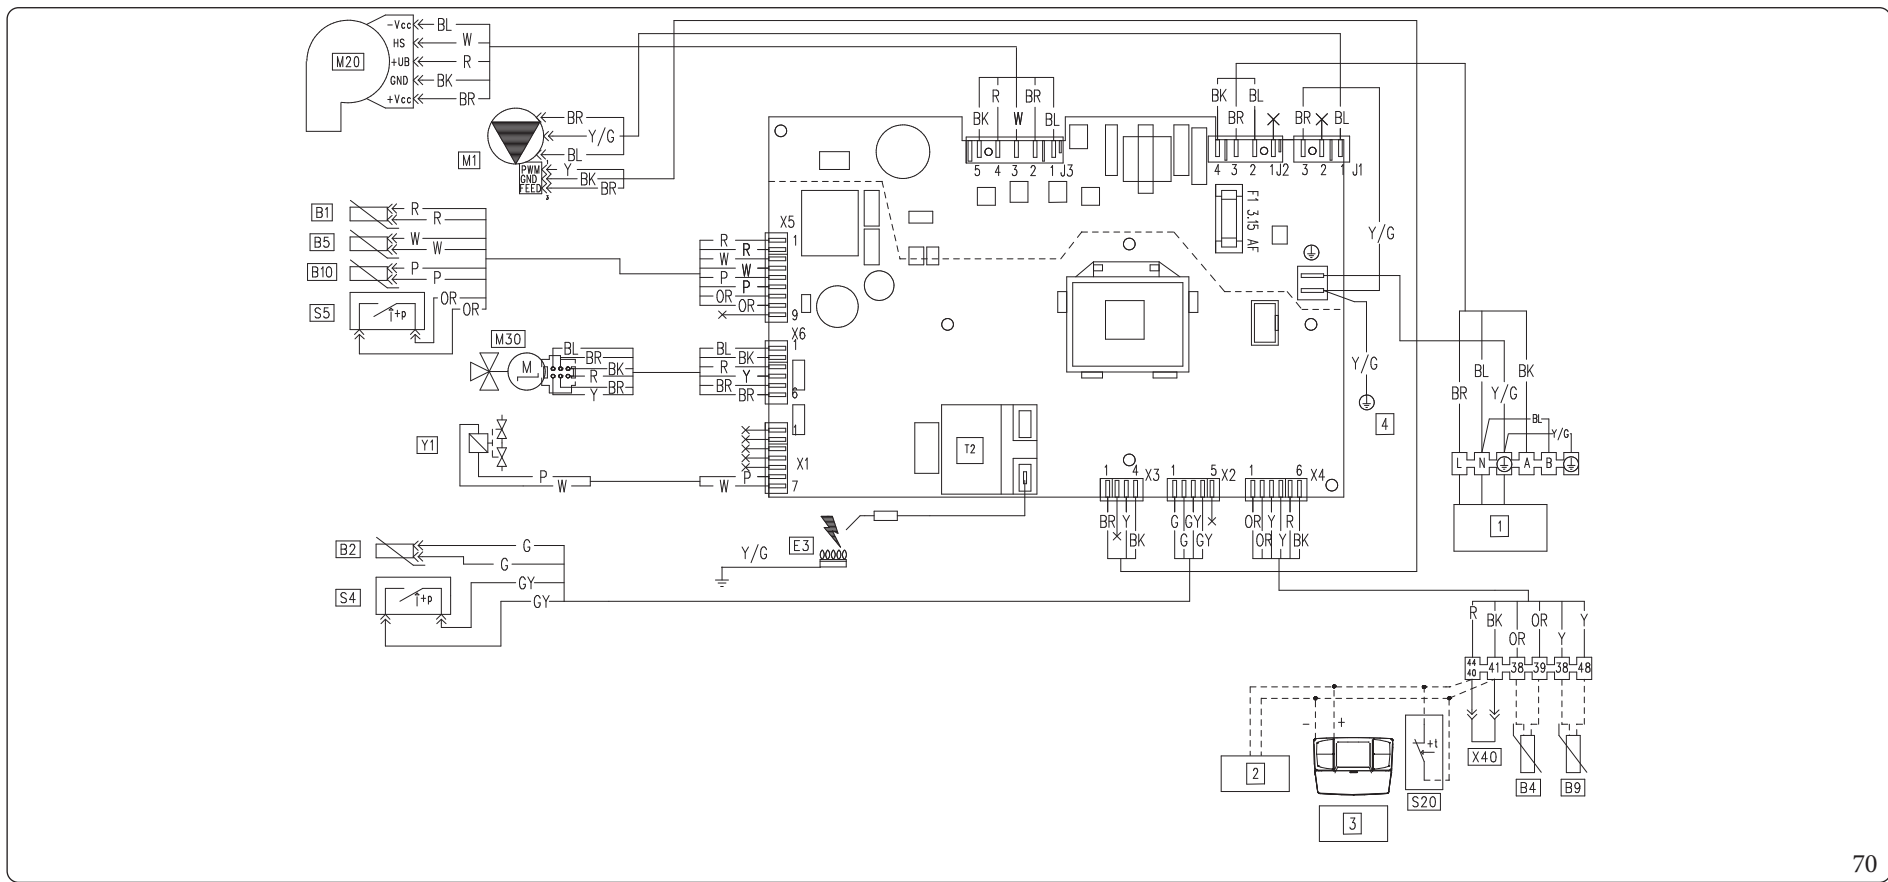 M20
-Vcc BL
HS W
+UB R
GND BK
+Vcc BR
M1
BR
Y/G
BL
PWM Y
GND BK
FEED BR
B1 R
R
B5 W
W
B10 P
P
S5 +p OR
OR
M30
M
BL
BR
BK
R
BR
Y
Y1
P
W
B2 G
G
S4 +p GY
GY
E3
Y/G
X5
R 1
R
W
W
P
P
OR
OR
9
X6
BL 1
BK
R
Y
BR
BR 6
1
X1
P
W 7
T2
BK R W BR BL
5 4 3 2 1 J3
BK BR BL
4 3 2 1 J2
BR BL
3 2 1 J1
F1 3.15 AF
Y/G
Y/G
4
1 4 X3
BR Y BK
1 5 X2
G G GY GY
1 6 X4
OR OR Y Y R BK
BR BL Y/G BK
BL
Y/G
L N A B
1
R BK OR OR Y Y
44
40 41 38 39 38 48
- +
2
3
+t
S20
X40
B4
B9
70